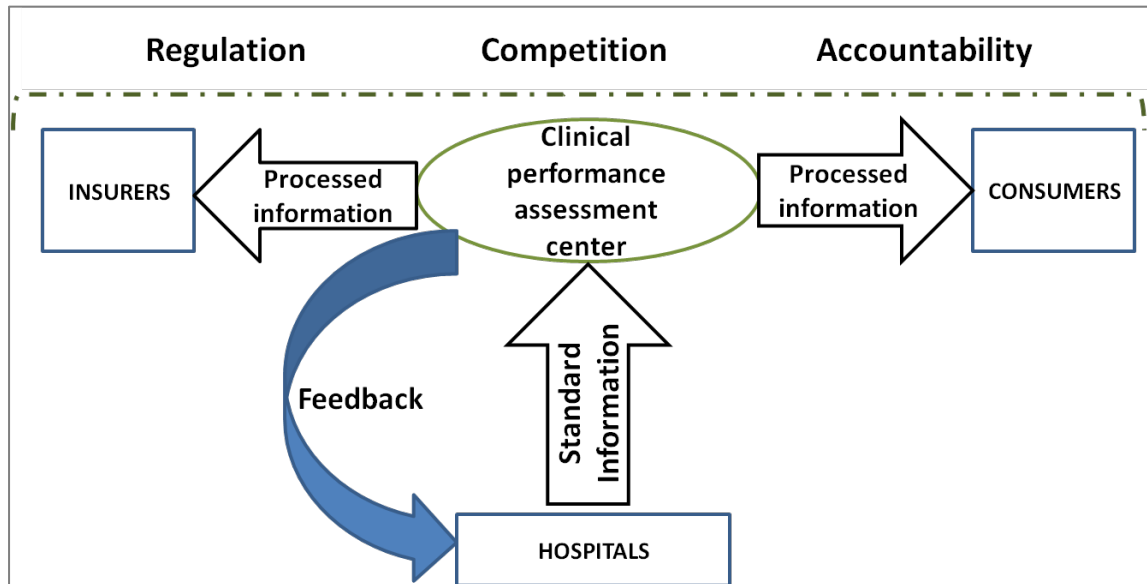 Regulation Competition Accountability
INSURERS
Processed
information
Clinical
performance
assessment
center
Processed
information
CONSUMERS
Feedback
Standard
Information
HOSPITALS